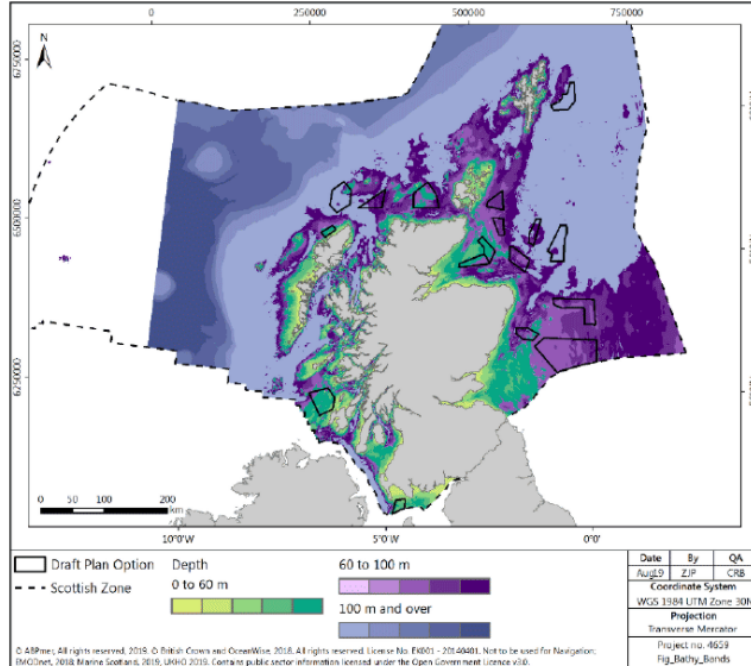 0 250000 500000 750000
N
6750000
6500000
6250000
0 50 100 200
km
10°0'W 5°0'W 0°0'
Draft Plan Option
Scottish Zone
Depth
0 to 60 m
60 to 100 m
100 m and over
Date By QA
Aug19 ZJP CRB
Coordinate System
WGS 1984 UTM Zone 30N
Projection
Transverse Mercator
Project no. 4659
Fig_Bathy_Bands
© ABPmer, All rights reserved, 2019. © British Crown and OceanWise, 2018. All rights reserved. License No. EK001 - 20140401. Not to be used for Navigation;
EMODnet, 2018; Marine Scotland, 2019; UKHO 2019. Contains public sector information licensed under the Open Government Licence v3.0.